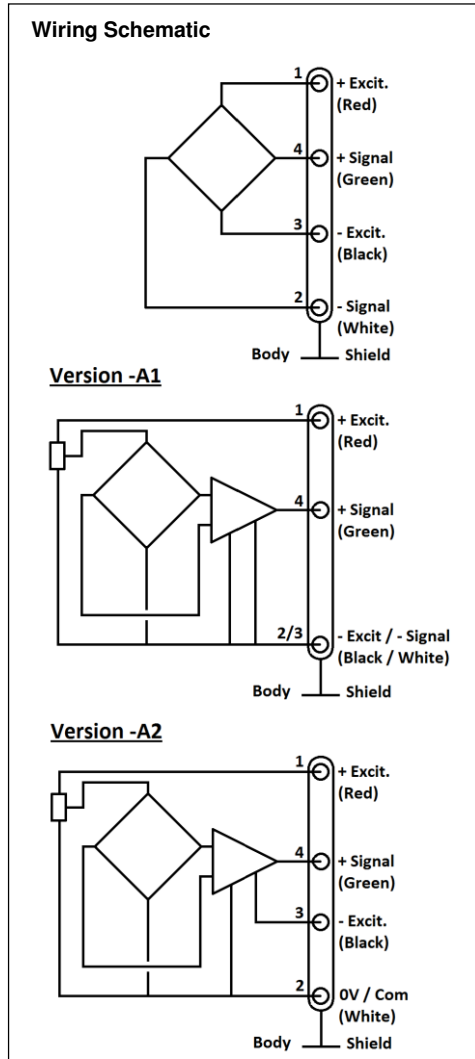 Wiring Schematic
1
+ Excit.
(Red)
4
+ Signal
(Green)
3
- Excit.
(Black)
2
- Signal
(White)
Body
Shield
Version -A1
1
+ Excit.
(Red)
4
+ Signal
(Green)
2/3
- Excit / - Signal
(Black / White)
Body
Shield
Version -A2
1
+ Excit.
(Red)
4
+ Signal
(Green)
3
- Excit.
(Black)
2
0V / Com
(White)
Body
Shield